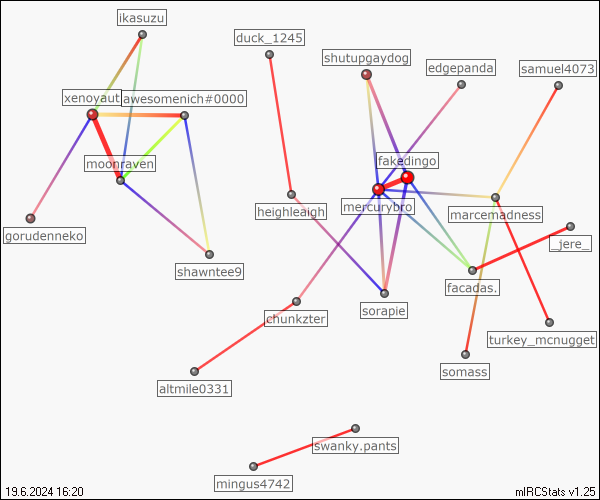 ikasuzu
duck_1245
shutupgaydog
edgepanda
samuel4073
xenoyaut
awesomenich#0000
moonraven
fakedingo
heighleaigh
mercurybro
marcemadness
gorudenneko
_jere_
shawntee9
facadas.
chunkzter
sorapie
turkey_mcnugget
somass
altmile0331
swanky.pants
mingus4742
19.6.2024 16:20
mIRCStats v1.25